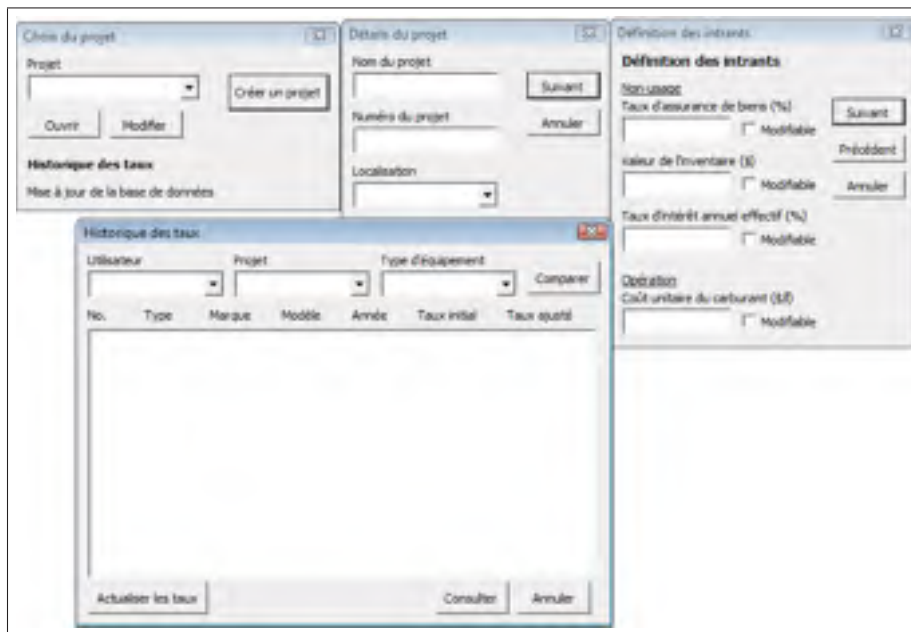 Choix du projet
Projet
Créer un projet
Ouvrir
Modifier
Historique des taux
Mise à jour de la base de données
Détails du projet
Nom du projet
Suivant
Numéro du projet
Annuler
Localisation
Définition des intrants
Définition des intrants
Non usage
Taux d'assurance de biens (%)
Modifiable
Suivant
Précédent
Valeur de l'inventaire ($)
Modifiable
Annuler
Taux d'intérêt annuel effectif (%)
Modifiable
Opération
Coût unitaire du carburant ($/l)
Modifiable
Historique des taux
Utilisateur
Projet
Type d'équipement
Comparer
No. Type Marque Modèle Année Taux initial Taux ajusté
Actualiser les taux
Consulter
Annuler